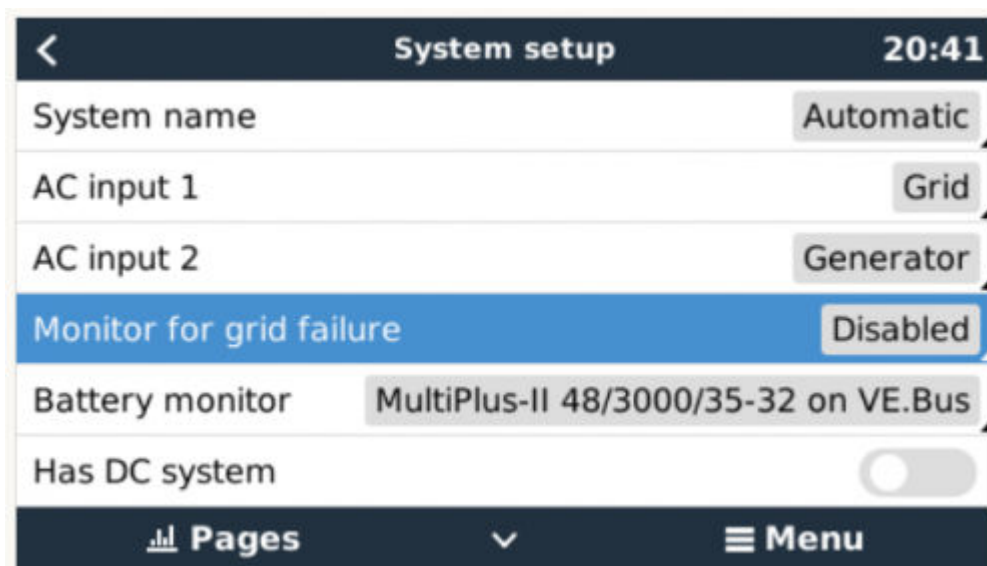 System setup 20:41
System name Automatic
AC input 1 Grid
AC input 2 Generator
Monitor for grid failure Disabled
Battery monitor MultiPlus-II 48/3000/35-32 on VE.Bus
Has DC system
Pages Menu